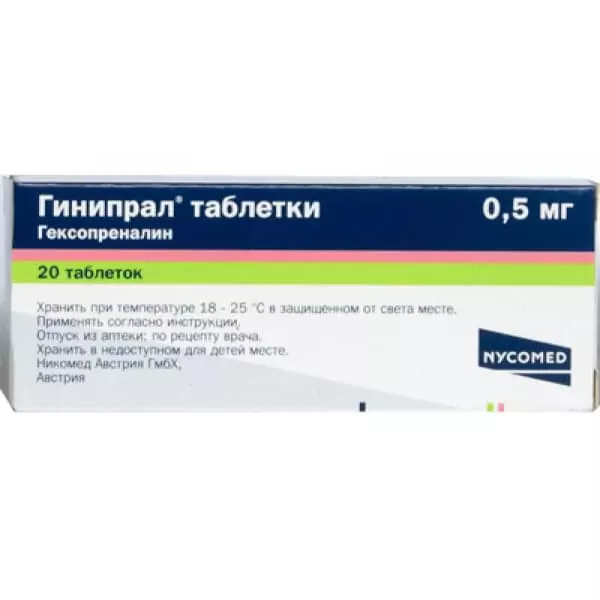 Гинипрал® таблетки 0,5 мг
Гексопреналин
20 таблеток
Хранить при температуре 18 - 25 °C в защищенном от света месте.
Применять согласно инструкции,
Отпуск из аптеки: по рецепту врача.
Хранить в недоступном для детей месте.
Никомед Австрия ГмбХ,
Австрия
NYCOMED